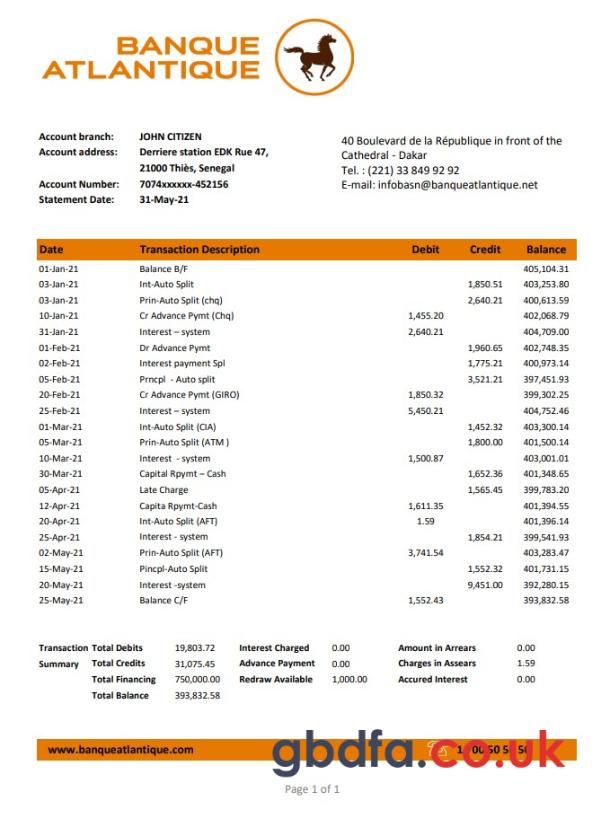 BANQUE
ATLANTIQUE
Account branch: JOHN CITIZEN
Account address: Derriere station EDK Rue 47,
21000 Thiès, Senegal
Account Number: 7074xxxxxx-452156
Statement Date: 31-May-21
40 Boulevard de la République in front of the
Cathedral - Dakar
Tel. : (221) 33 849 92 92
E-mail: infobasn@banqueatlantique.net
Date Transaction Description Debit Credit Balance
01-Jan-21 Balance B/F 405,104.31
03-Jan-21 Int-Auto Split 1,850.51 403,253.80
03-Jan-21 Prin-Auto Split (chq) 2,640.21 400,613.59
10-Jan-21 Cr Advance Pymt (Chq) 1,455.20 402,068.79
31-Jan-21 Interest – system 2,640.21 404,709.00
01-Feb-21 Dr Advance Pymt 1,960.65 402,748.35
02-Feb-21 Interest payment Spl 1,775.21 400,973.14
05-Feb-21 Prncpl - Auto split 3,521.21 397,451.93
20-Feb-21 Cr Advance Pymt (GIRO) 1,850.32 399,302.25
25-Feb-21 Interest – system 5,450.21 404,752.46
01-Mar-21 Int-Auto Split (CIA) 1,452.32 403,300.14
05-Mar-21 Prin-Auto Split (ATM ) 1,800.00 401,500.14
10-Mar-21 Interest - system 1,500.87 403,001.01
30-Mar-21 Capital Rpymt – Cash 1,652.36 401,348.65
05-Apr-21 Late Charge 1,565.45 399,783.20
12-Apr-21 Capita Rpymt-Cash 1,611.35 401,394.55
20-Apr-21 Int-Auto Split (AFT) 1.59 401,396.14
25-Apr-21 Interest - system 1,854.21 399,541.93
02-May-21 Prin-Auto Split (AFT) 3,741.54 403,283.47
15-May-21 Pincpl-Auto Split 1,552.32 401,731.15
20-May-21 Interest -system 9,451.00 392,280.15
25-May-21 Balance C/F 1,552.43 393,832.58
Transaction Total Debits 19,803.72 Interest Charged 0.00 Amount in Arrears 0.00
Summary Total Credits 31,075.45 Advance Payment 0.00 Charges in Assears 1.59
Total Financing 750,000.00 Redraw Available 1,000.00 Accured Interest 0.00
Total Balance 393,832.58
www.banqueatlantique.com
gbdfa.co.uk
Page 1 of 1